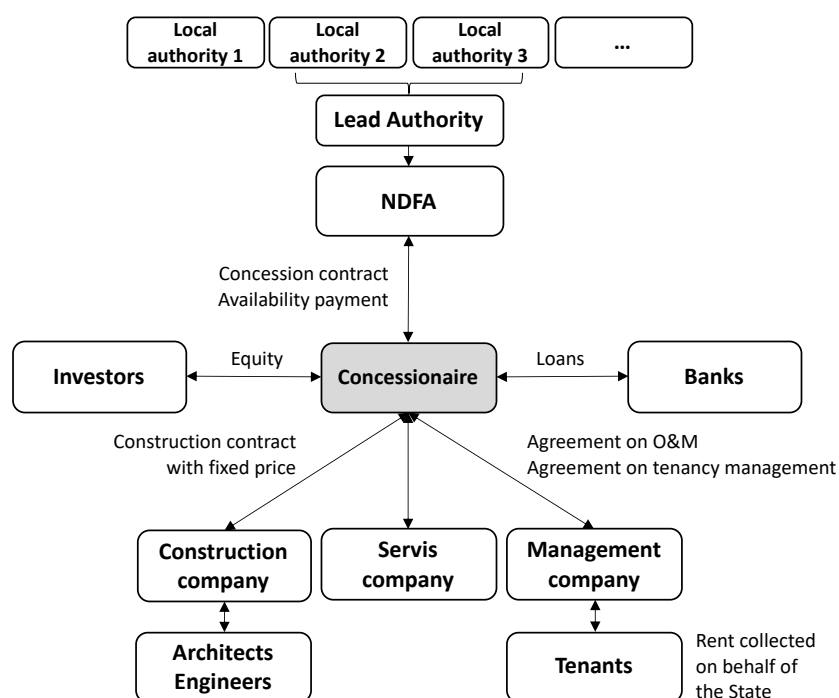 Local
authority 1
Local
authority 2
Local
authority 3
...
Lead Authority
NDFA
Concession contract
Availability payment
Investors
Equity
Concessionaire
Loans
Banks
Construction contract
with fixed price
Agreement on O&M
Agreement on tenancy management
Construction
company
Servis
company
Management
company
Architects
Engineers
Tenants
Rent collected
on behalf of
the State